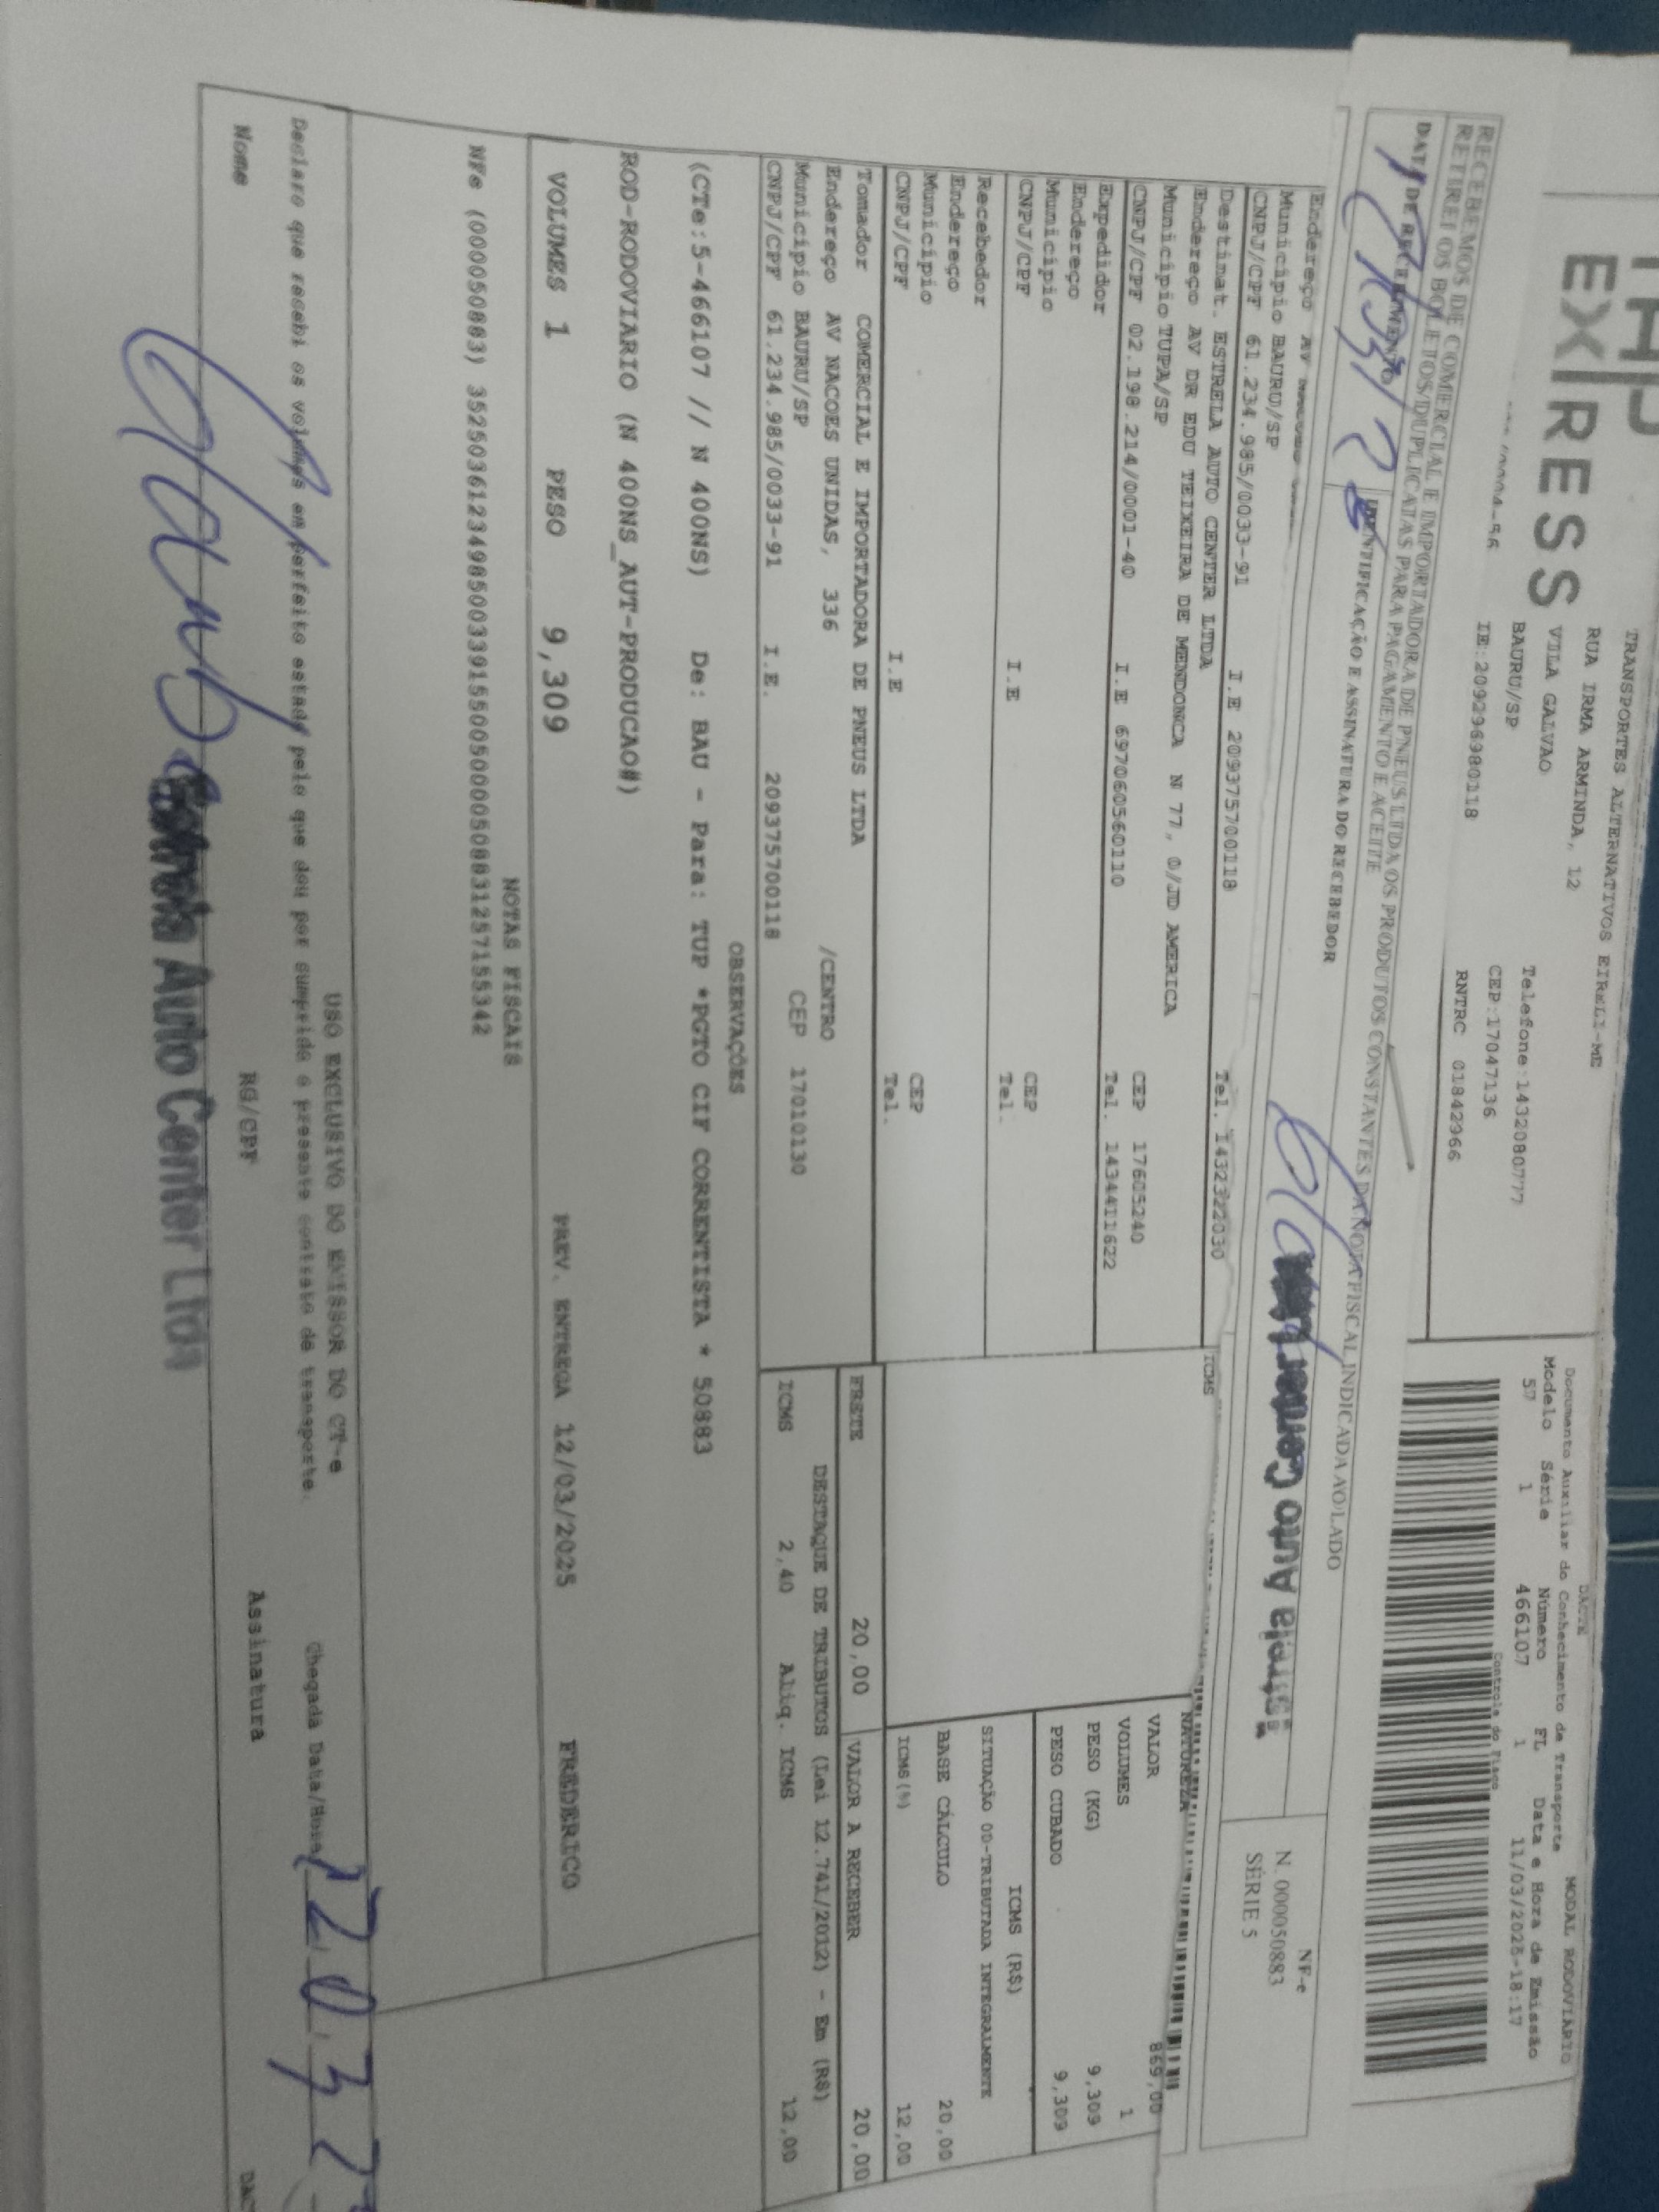 EXPRESS
TRANSPORTES ALTERNATIVOS EIRELI-ME
RUA IRMA ARMINDA, 12
VILA GALVAO
BAURU/SP
Telefone:1432080777
CEP:17047136
IE:209296980118
RNTRC 01842966
DACTE
MODAL RODOVIÁRIO
Documento Auxiliar do Conhecimento de Transporte
Modelo Série Número FL Data e Hora de Emissão
57 1 466107 1 11/03/2025-18:17
Controle do Fisco
RECEBEMOS DE COMERCIAL E IMPORTADORA DE PNEUS LTDA OS PRODUTOS CONSTANTES DA NOTA FISCAL INDICADA AO LADO
RETIREI OS BOLETOS/DUPLICATAS PARA PAGAMENTO E ACEITE
DATA DE RECEBIMENTO
IDENTIFICAÇÃO E ASSINATURA DO RECEBEDOR
Auto Center
NF-e
N. 000050883
SÉRIE 5
Endereço AV
Município BAURU/SP
CNPJ/CPF 61.234.985/0033-91 I.E 209375700118 Tel. 1432322030
Destinat. ESTRELA AUTO CENTER LTDA
Endereço AV DR EDU TEIXEIRA DE MENDONCA N 77, 0/JD AMERICA
Município TUPA/SP CEP 17605240
CNPJ/CPF 02.198.214/0001-40 I.E 697060560110 Tel. 1434411622
Expedidor
Endereço
Município CEP
CNPJ/CPF I.E Tel.
Recebedor
Endereço
Município CEP
CNPJ/CPF I.E Tel.
Tomador COMERCIAL E IMPORTADORA DE PNEUS LTDA
Endereço AV NACOES UNIDAS, 336 /CENTRO
Município BAURU/SP CEP 17010130
CNPJ/CPF 61.234.985/0033-91 I.E. 209375700118
ICMS
NATUREZA
VALOR 869,00
VOLUMES 1
PESO (KG) 9,309
PESO CUBADO 9,309
ICMS (R$)
SITUAÇÃO 00-TRIBUTADA INTEGRALMENTE
BASE CÁLCULO 20,00
ICMS(%) 12,00
FRETE 20,00 VALOR A RECEBER 20,00
DESTAQUE DE TRIBUTOS (Lei 12.741/2012) - Em (R$)
ICMS 2,40 Aliq. ICMS 12,00
OBSERVAÇÕES
(CTe:5-466107 // N 400NS) De: BAU - Para: TUP *PGTO CIF CORRENTISTA * 50883
ROD-RODOVIARIO (N 400NS_AUT-PRODUCAO#)
VOLUMES 1 PESO 9,309 PREV. ENTREGA 12/03/2025 FREDERICO
NOTAS FISCAIS
NFe (000050883) 35250361234985003391550050000508831257155342
USO EXCLUSIVO DO EMISSOR DO CT-e
Declaro que recebi os volumes em perfeito estado pelo que dou por cumprido o presente contrato de transporte.
Chegada Data/Hora
Nome RG/CPF Assinatura
Auto Center Ltda